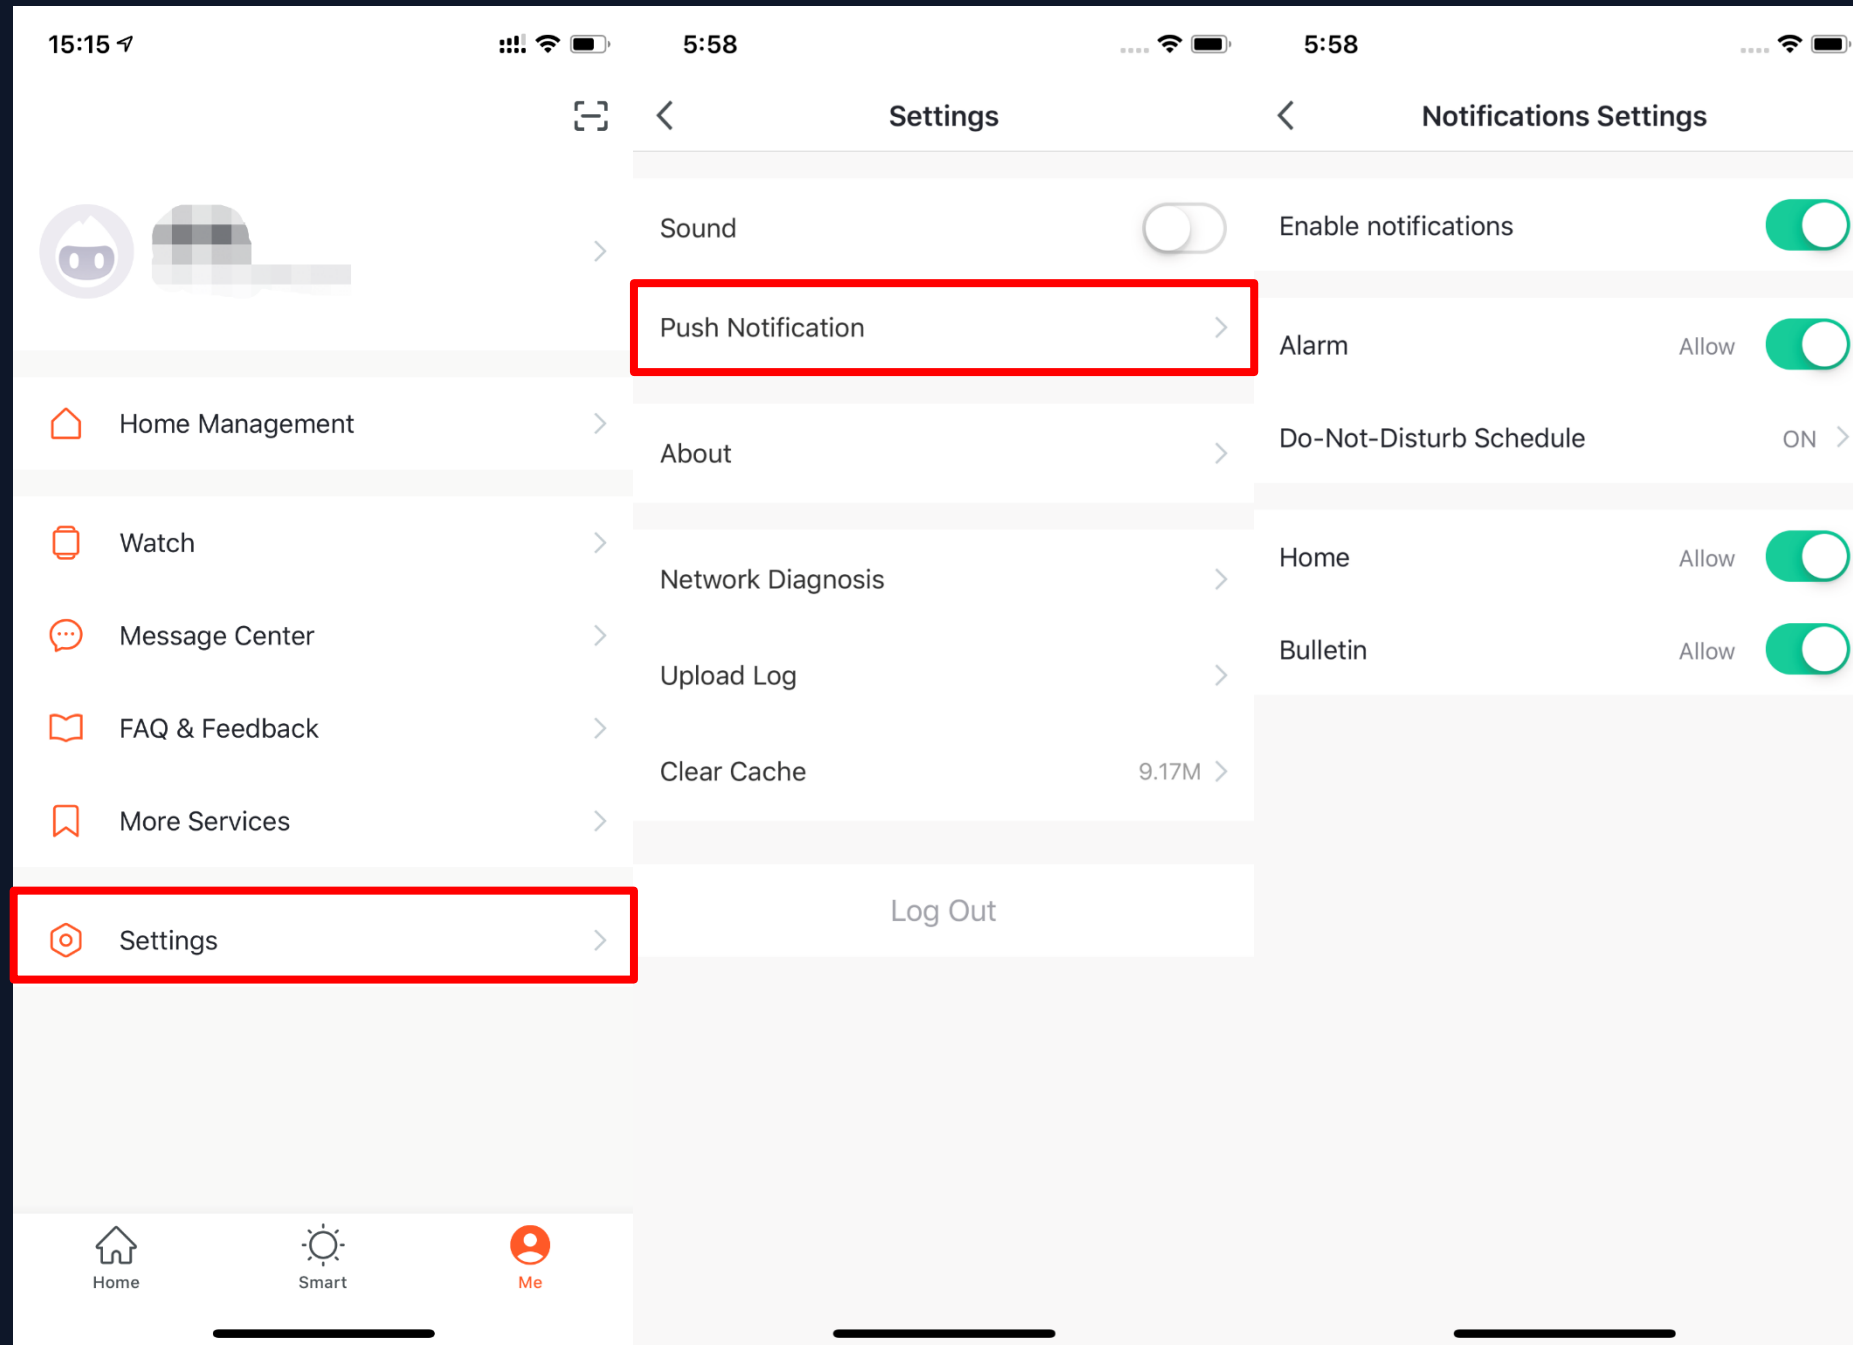 15:15
Home Management
Watch
Message Center
FAQ & Feedback
More Services
Settings
Home
Smart
Me
5:58
Settings
Sound
Push Notification
About
Network Diagnosis
Upload Log
Clear Cache 9.17M
Log Out
5:58
Notifications Settings
Enable notifications
Alarm Allow
Do-Not-Disturb Schedule ON
Home Allow
Bulletin Allow